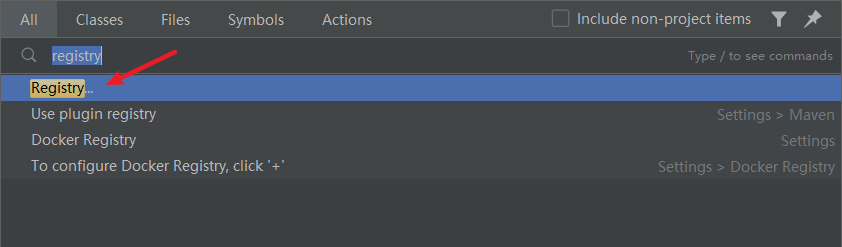 All Classes Files Symbols Actions Include non-project items
registry Type / to see commands
Registry...
Use plugin registry Settings > Maven
Docker Registry Settings
To configure Docker Registry, click '+' Settings > Docker Registry